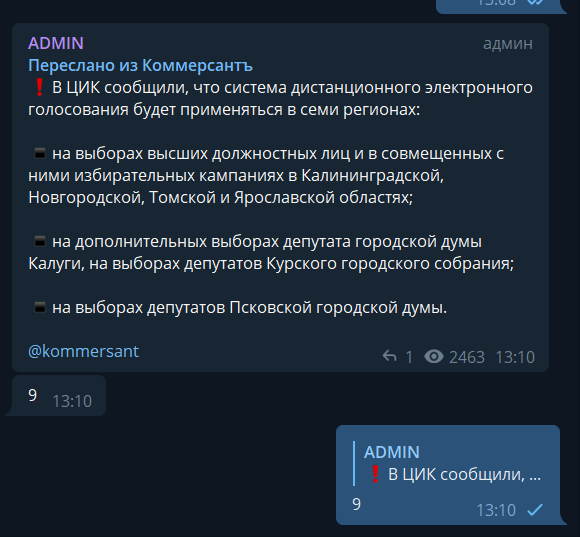 13:08
ADMIN админ
Переслано из Коммерсантъ
❗ В ЦИК сообщили, что система дистанционного электронного
голосования будет применяться в семи регионах:
▪ на выборах высших должностных лиц и в совмещенных с
ними избирательных кампаниях в Калининградской,
Новгородской, Томской и Ярославской областях;
▪ на дополнительных выборах депутата городской думы
Калуги, на выборах депутатов Курского городского собрания;
▪ на выборах депутатов Псковской городской думы.
@kommersant 1 2463 13:10
9 13:10
ADMIN
❗ В ЦИК сообщили, ...
9 13:10